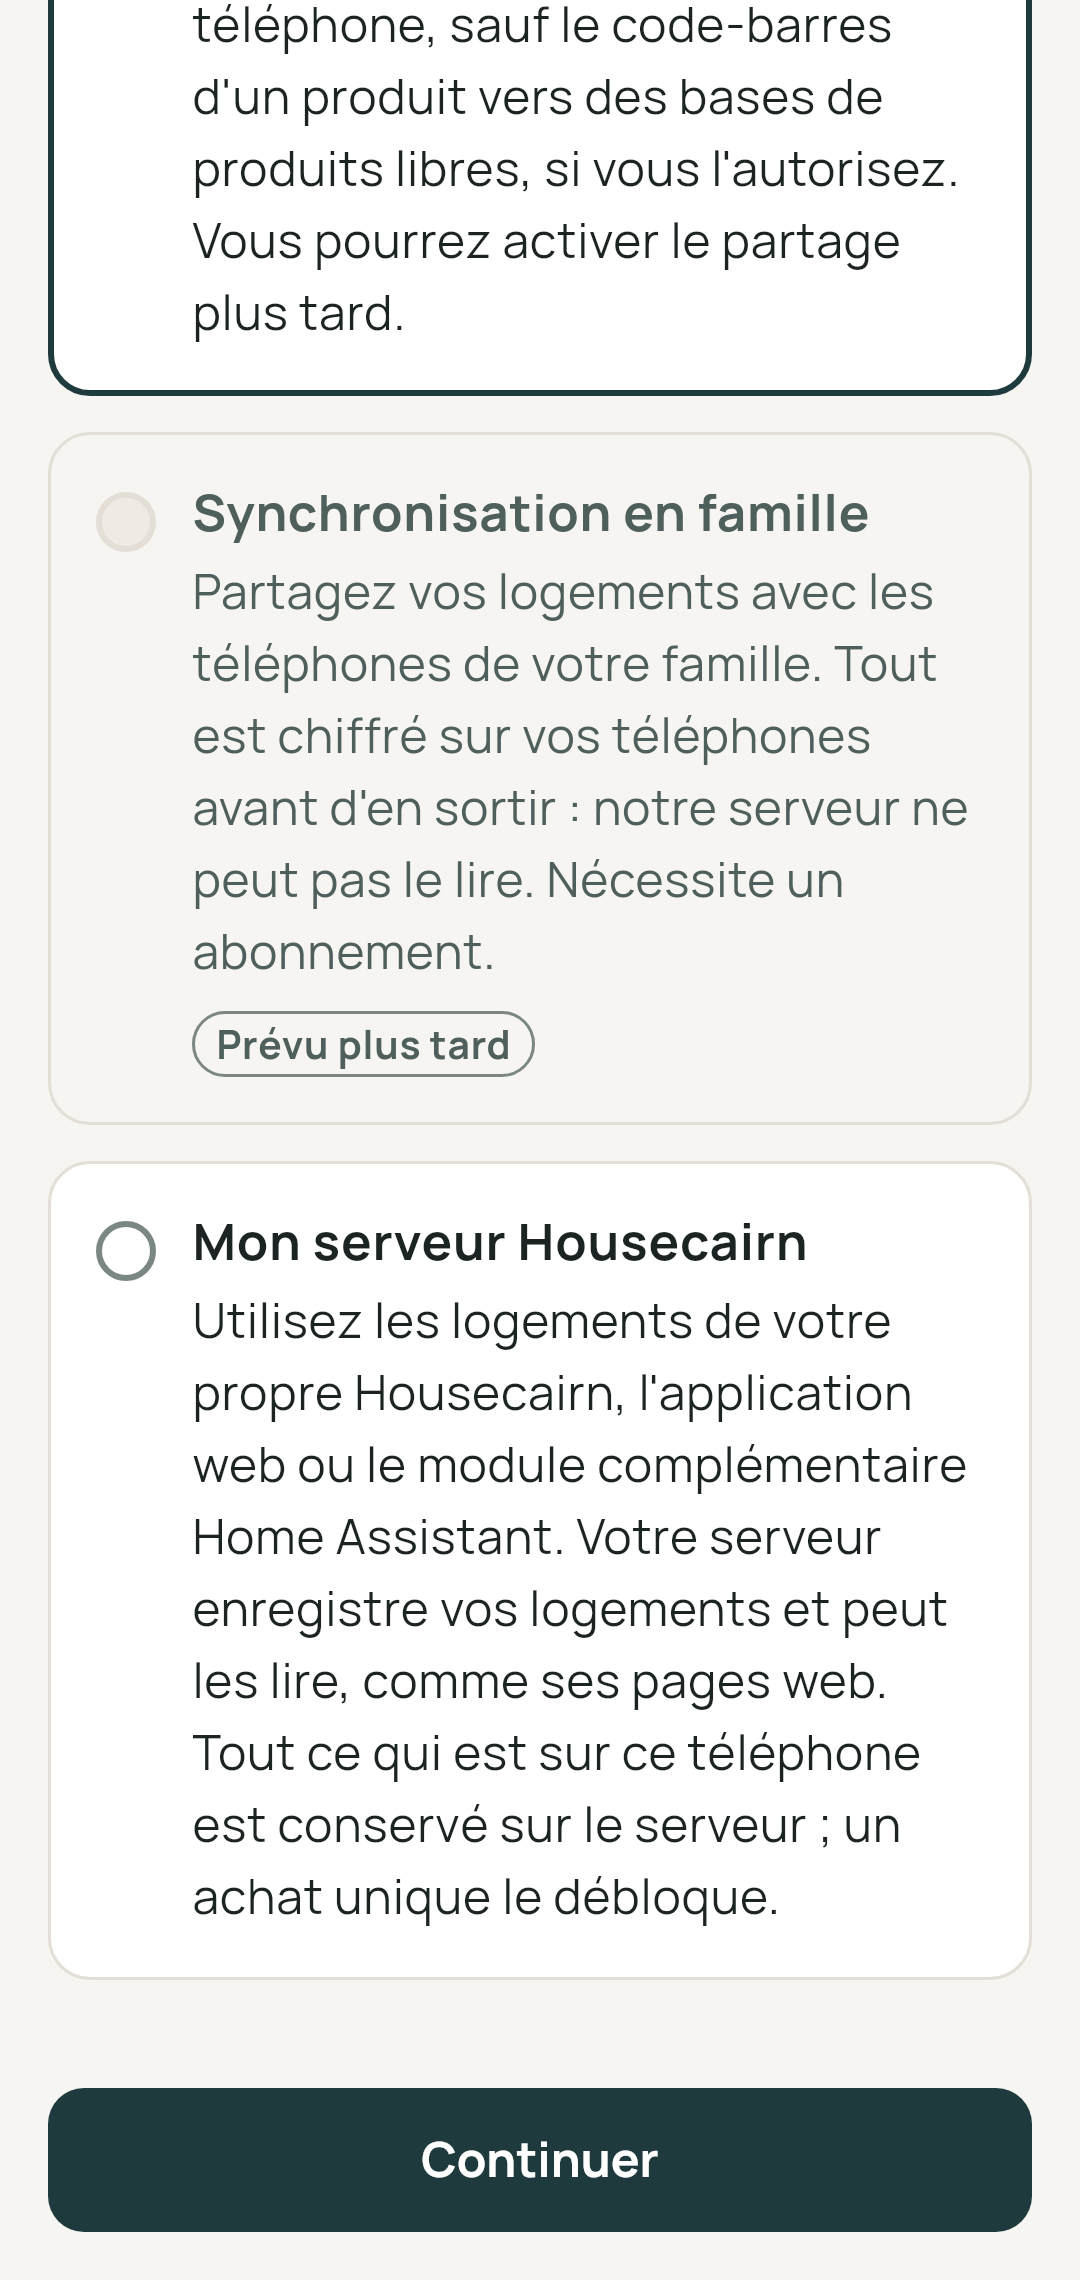 téléphone, sauf le code-barres
d'un produit vers des bases de
produits libres, si vous l'autorisez.
Vous pourrez activer le partage
plus tard.
Synchronisation en famille
Partagez vos logements avec les
téléphones de votre famille. Tout
est chiffré sur vos téléphones
avant d'en sortir : notre serveur ne
peut pas le lire. Nécessite un
abonnement.
Prévu plus tard
Mon serveur Housecairn
Utilisez les logements de votre
propre Housecairn, l'application
web ou le module complémentaire
Home Assistant. Votre serveur
enregistre vos logements et peut
les lire, comme ses pages web.
Tout ce qui est sur ce téléphone
est conservé sur le serveur ; un
achat unique le débloque.
Continuer